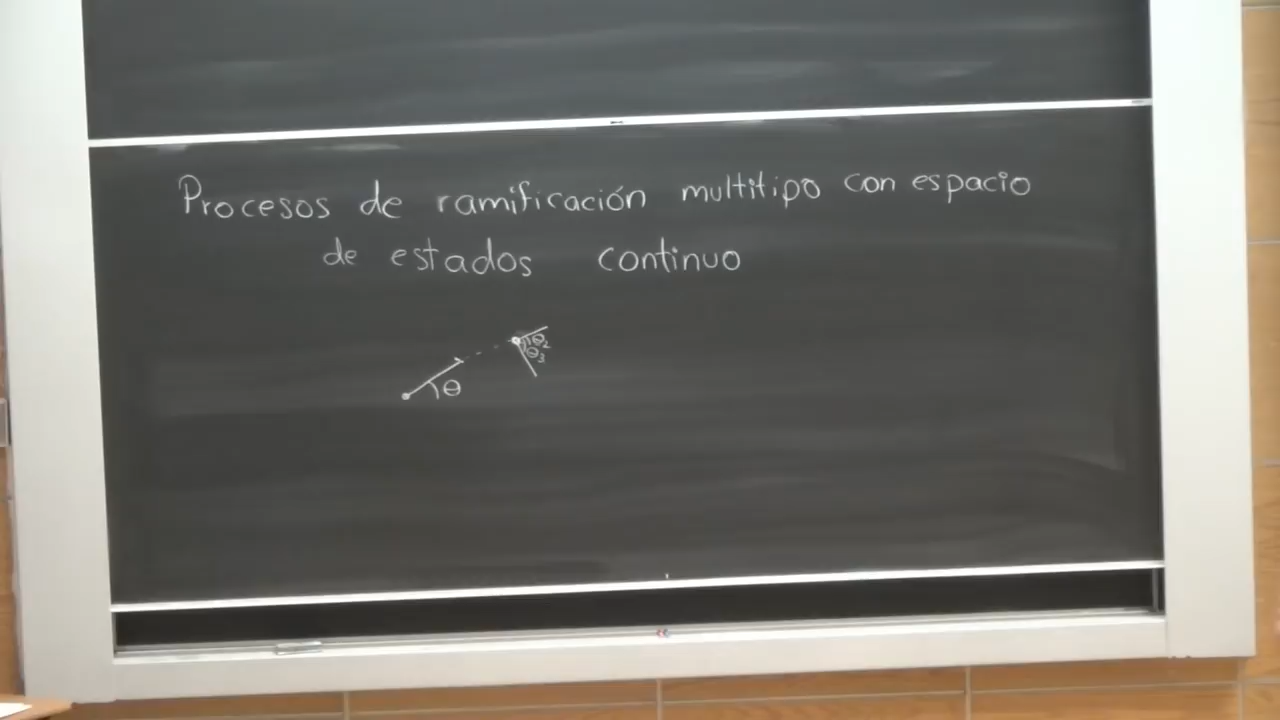 Procesos de ramificación multitipo con espacio
de estados continuo
θ₂
θ₃
θ